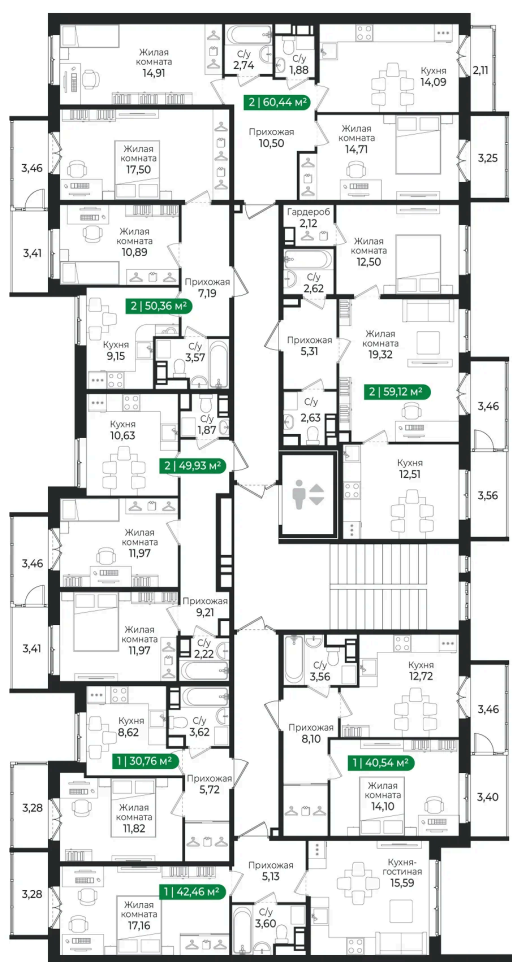 Жилая
комната
14,91
С/у
2,74
С/у
1,88
Кухня
14,09
2,11
2 | 60,44 м²
Прихожая
10,50
3,46
Жилая
комната
17,50
Жилая
комната
14,71
3,25
3,41
Жилая
комната
10,89
Гардероб
2,12
Жилая
комната
12,50
Прихожая
7,19
С/у
2,62
2 | 50,36 м²
Кухня
9,15
С/у
3,57
Прихожая
5,31
Жилая
комната
19,32
2 | 59,12 м²
3,46
С/у
2,63
Кухня
10,63
С/у
1,87
2 | 49,93 м²
Кухня
12,51
3,56
3,46
Жилая
комната
11,97
Прихожая
9,21
3,41
Жилая
комната
11,97
С/у
2,22
С/у
3,56
Кухня
12,72
3,46
Кухня
8,62
С/у
3,62
Прихожая
8,10
1 | 30,76 м²
5,72
1 | 40,54 м²
Жилая
комната
14,10
3,40
3,28
Жилая
комната
11,82
3,28
1 | 42,46 м²
Жилая
комната
17,16
Прихожая
5,13
С/у
3,60
Кухня-
гостиная
15,59